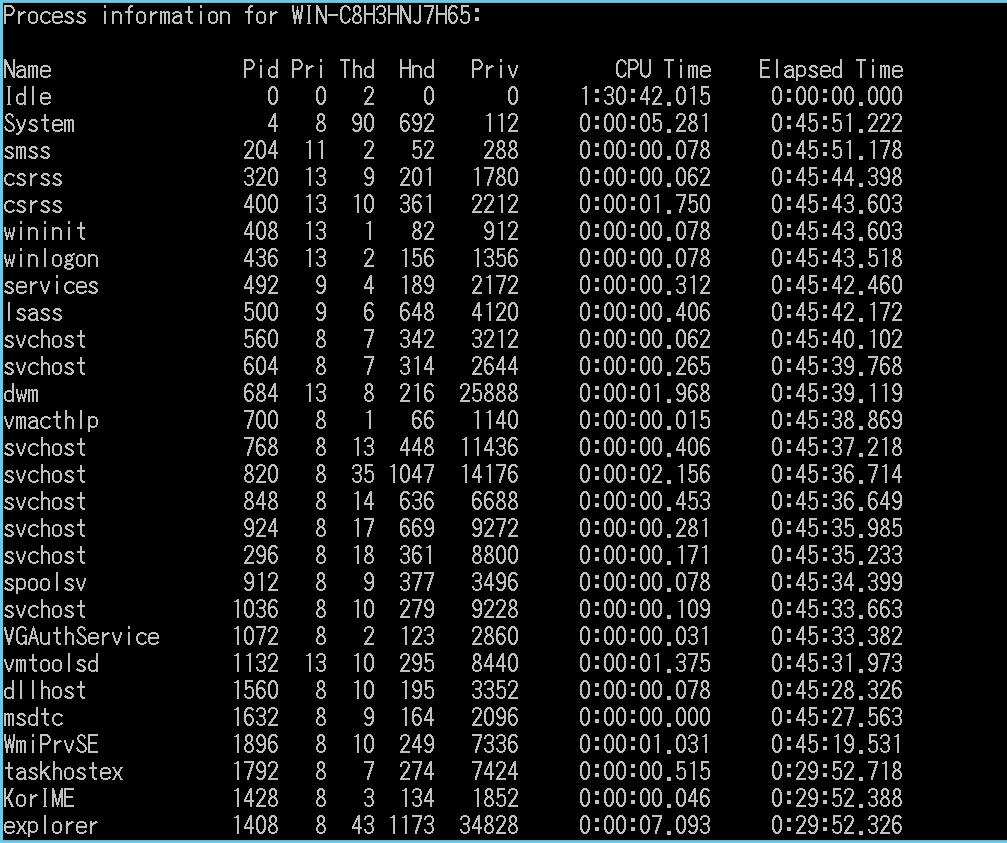 Process information for WIN-C8H3HNJ7H65:
Name Pid Pri Thd Hnd Priv CPU Time Elapsed Time
Idle 0 0 2 0 0 1:30:42.015 0:00:00.000
System 4 8 90 692 112 0:00:05.281 0:45:51.222
smss 204 11 2 52 288 0:00:00.078 0:45:51.178
csrss 320 13 9 201 1780 0:00:00.062 0:45:44.398
csrss 400 13 10 361 2212 0:00:01.750 0:45:43.603
wininit 408 13 1 82 912 0:00:00.078 0:45:43.603
winlogon 436 13 2 156 1356 0:00:00.078 0:45:43.518
services 492 9 4 189 2172 0:00:00.312 0:45:42.460
lsass 500 9 6 648 4120 0:00:00.406 0:45:42.172
svchost 560 8 7 342 3212 0:00:00.062 0:45:40.102
svchost 604 8 7 314 2644 0:00:00.265 0:45:39.768
dwm 684 13 8 216 25888 0:00:01.968 0:45:39.119
vmacthlp 700 8 1 66 1140 0:00:00.015 0:45:38.869
svchost 768 8 13 448 11436 0:00:00.406 0:45:37.218
svchost 820 8 35 1047 14176 0:00:02.156 0:45:36.714
svchost 848 8 14 636 6688 0:00:00.453 0:45:36.649
svchost 924 8 17 669 9272 0:00:00.281 0:45:35.985
svchost 296 8 18 361 8800 0:00:00.171 0:45:35.233
spoolsv 912 8 9 377 3496 0:00:00.078 0:45:34.399
svchost 1036 8 10 279 9228 0:00:00.109 0:45:33.663
VGAuthService 1072 8 2 123 2860 0:00:00.031 0:45:33.382
vmtoolsd 1132 13 10 295 8440 0:00:01.375 0:45:31.973
dllhost 1560 8 10 195 3352 0:00:00.078 0:45:28.326
msdtc 1632 8 9 164 2096 0:00:00.000 0:45:27.563
WmiPrvSE 1896 8 10 249 7336 0:00:01.031 0:45:19.531
taskhostex 1792 8 7 274 7424 0:00:00.515 0:29:52.718
KorIME 1428 8 3 134 1852 0:00:00.046 0:29:52.388
explorer 1408 8 43 1173 34828 0:00:07.093 0:29:52.326